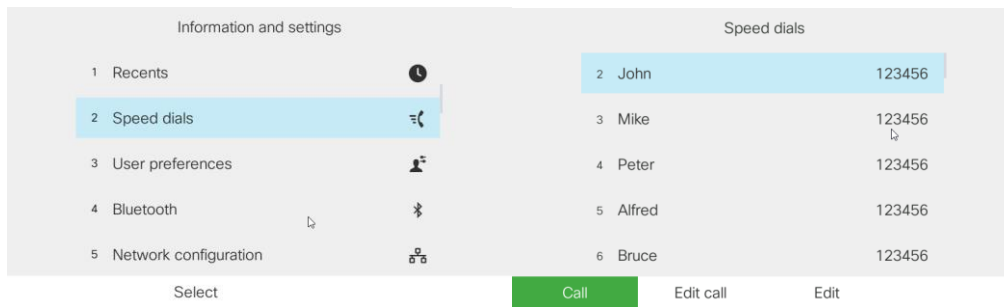 Information and settings
1 Recents
2 Speed dials
3 User preferences
4 Bluetooth
5 Network configuration
Select
Speed dials
2 John 123456
3 Mike 123456
4 Peter 123456
5 Alfred 123456
6 Bruce 123456
Call Edit call Edit